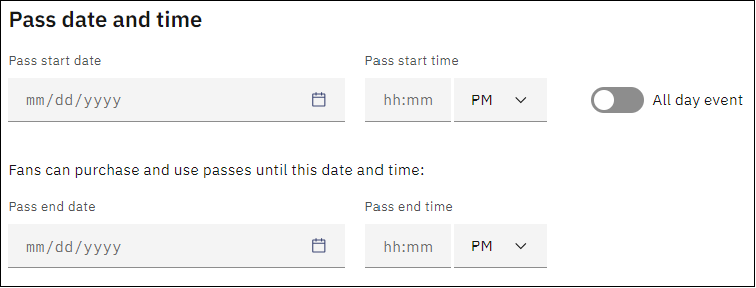 Pass date and time
Pass start date
Pass start time
mm/dd/yyyy
hh:mm
PM
All day event
Fans can purchase and use passes until this date and time:
Pass end date
Pass end time
mm/dd/yyyy
hh:mm
PM